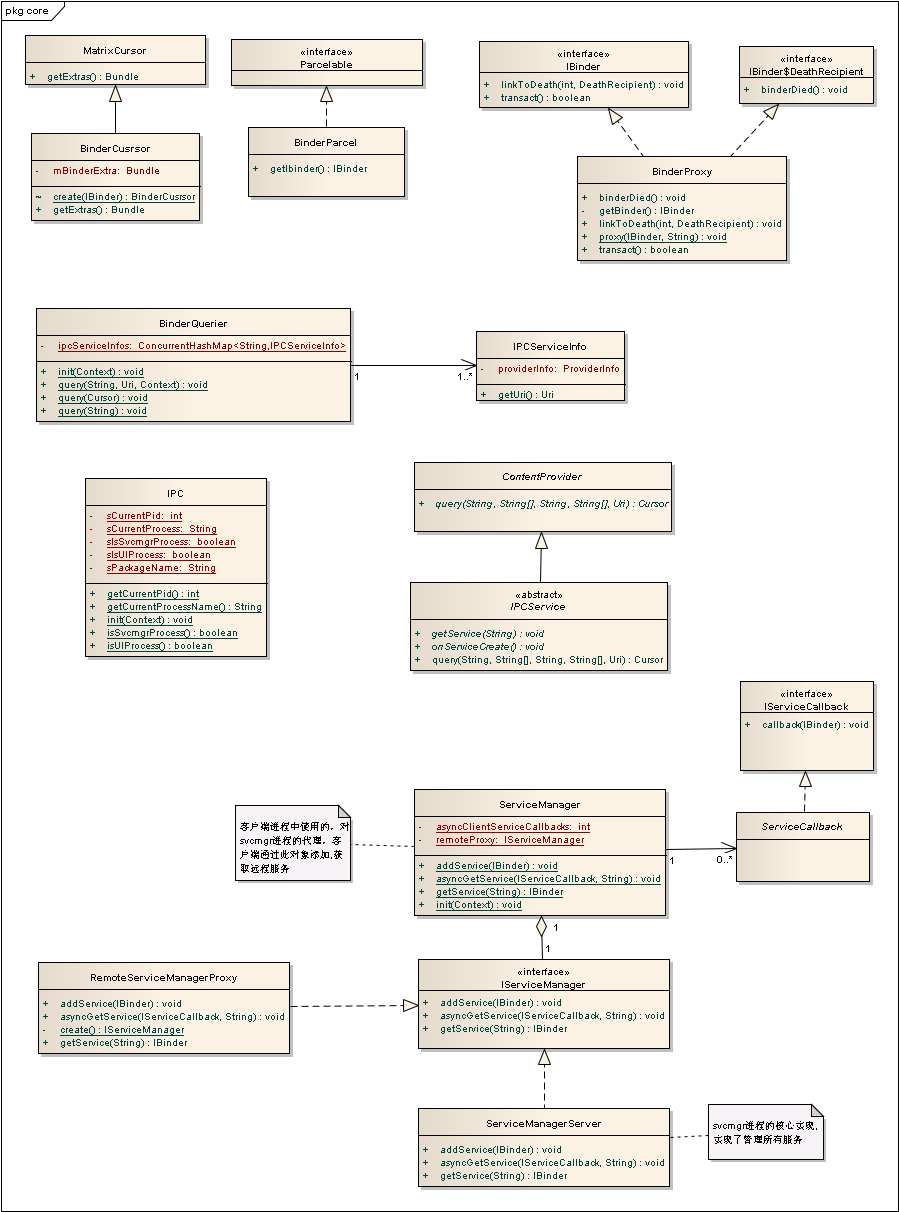 pkg core
MatrixCursor
+ getExtras() : Bundle
«interface»
Parcelable
«interface»
IBinder
+ linkToDeath(int, DeathRecipient) : void
+ transact() : boolean
«interface»
IBinder$DeathRecipient
+ binderDied() : void
BinderCusrsor
- mBinderExtra: Bundle
~ create(IBinder) : BinderCusrsor
+ getExtras() : Bundle
BinderParcel
+ getIbinder() : IBinder
BinderProxy
+ binderDied() : void
- getBinder() : IBinder
+ linkToDeath(int, DeathRecipient) : void
+ proxy(IBinder, String) : void
+ transact() : boolean
BinderQuerier
- ipcServiceInfos: ConcurrentHashMap<String,IPCServiceInfo>
+ init(Context) : void
+ query(String, Uri, Context) : void
+ query(Cursor) : void
+ query(String) : void
1
1..*
IPCServiceInfo
- providerInfo: ProviderInfo
+ getUri() : Uri
IPC
- sCurrentPid: int
- sCurrentProcess: String
- sIsSvcmgrProcess: boolean
- sIsUIProcess: boolean
- sPackageName: String
+ getCurrentPid() : int
+ getCurrentProcessName() : String
+ init(Context) : void
+ isSvcmgrProcess() : boolean
+ isUIProcess() : boolean
ContentProvider
+ query(String, String[], String, String[], Uri) : Cursor
«abstract»
IPCService
+ getService(String) : void
+ onServiceCreate() : void
+ query(String, String[], String, String[], Uri) : Cursor
«interface»
IServiceCallback
+ callback(IBinder) : void
ServiceCallback
客户端进程中使用的，对
svcmgr进程的代理，客
户端通过此对象添加,获
取远程服务
ServiceManager
- asyncClientServiceCallbacks: int
- remoteProxy: IServiceManager
+ addService(IBinder) : void
+ asyncGetService(IServiceCallback, String) : void
+ getService(String) : IBinder
+ init(Context) : void
1
0..*
1
1
RemoteServiceManagerProxy
+ addService(IBinder) : void
+ asyncGetService(IServiceCallback, String) : void
- create() : IServiceManager
+ getService(String) : IBinder
«interface»
IServiceManager
+ addService(IBinder) : void
+ asyncGetService(IServiceCallback, String) : void
+ getService(String) : IBinder
ServiceManagerServer
+ addService(IBinder) : void
+ asyncGetService(IServiceCallback, String) : void
+ getService(String) : IBinder
svcmgr进程的核心实现,
实现了管理所有服务